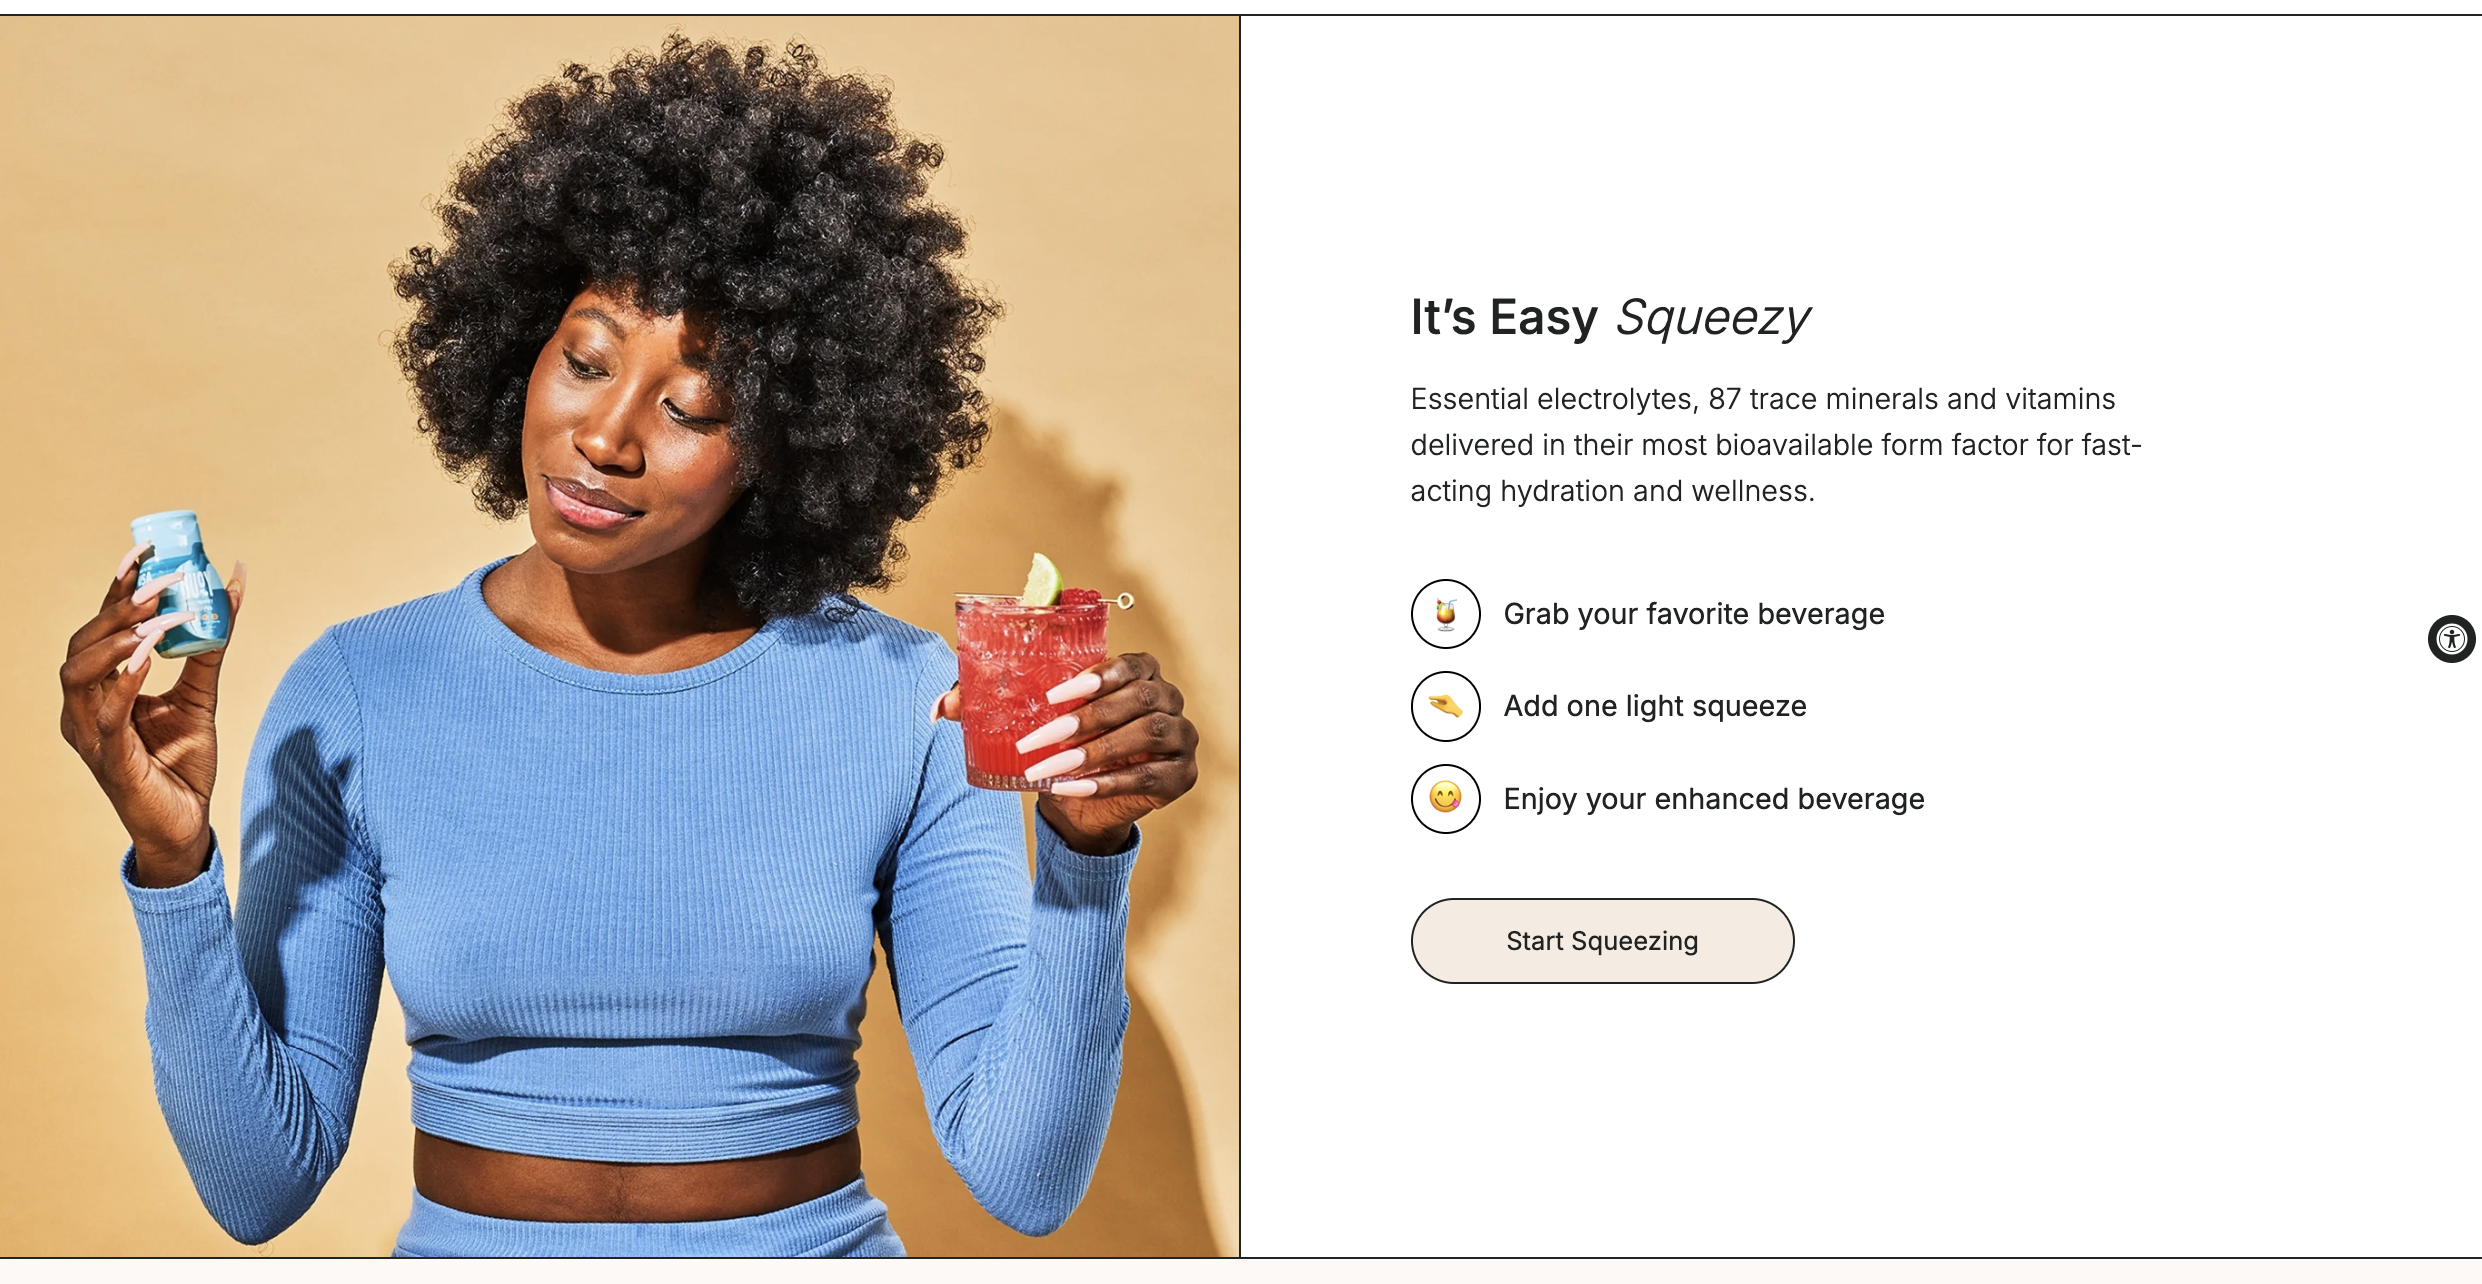 It’s Easy Squeezy
Essential electrolytes, 87 trace minerals and vitamins
delivered in their most bioavailable form factor for fast-
acting hydration and wellness.
Grab your favorite beverage
Add one light squeeze
Enjoy your enhanced beverage
Start Squeezing